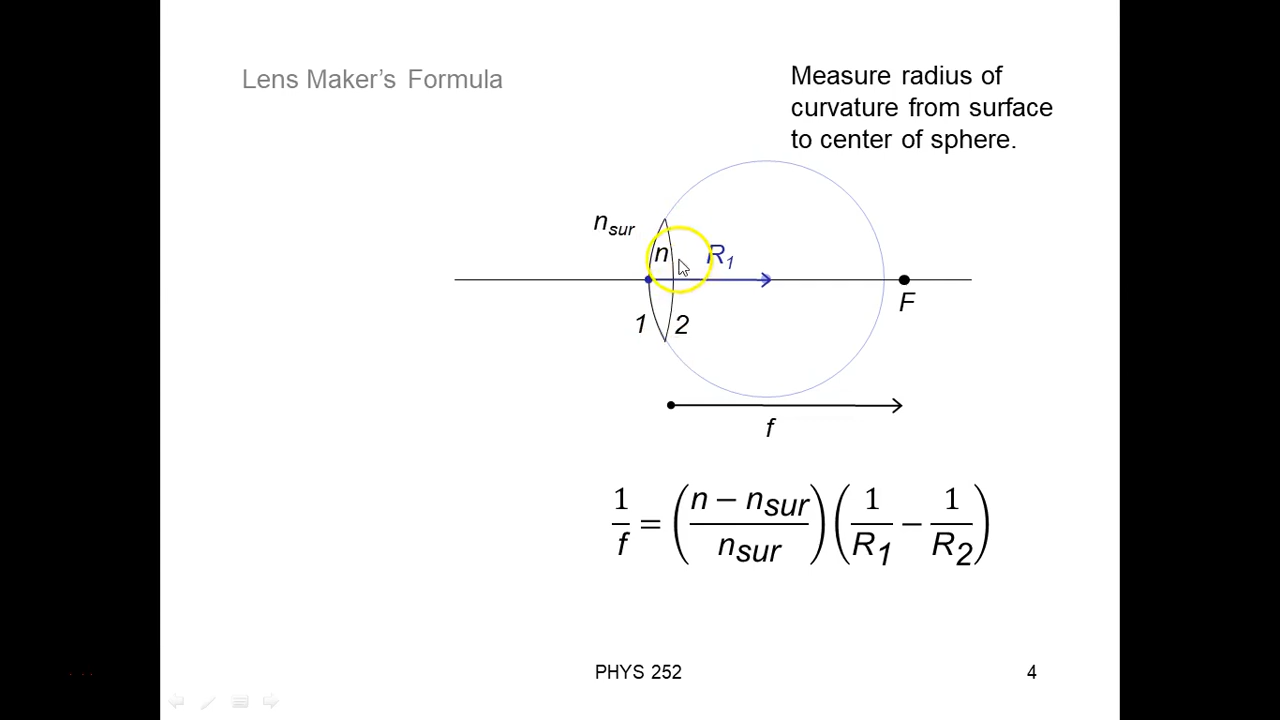 Lens Maker's Formula
Measure radius of
curvature from surface
to center of sphere.
n_sur
n
R_1
F
1
2
f
1/f = ((n − n_sur)/n_sur)(1/R_1 − 1/R_2)
PHYS 252
4